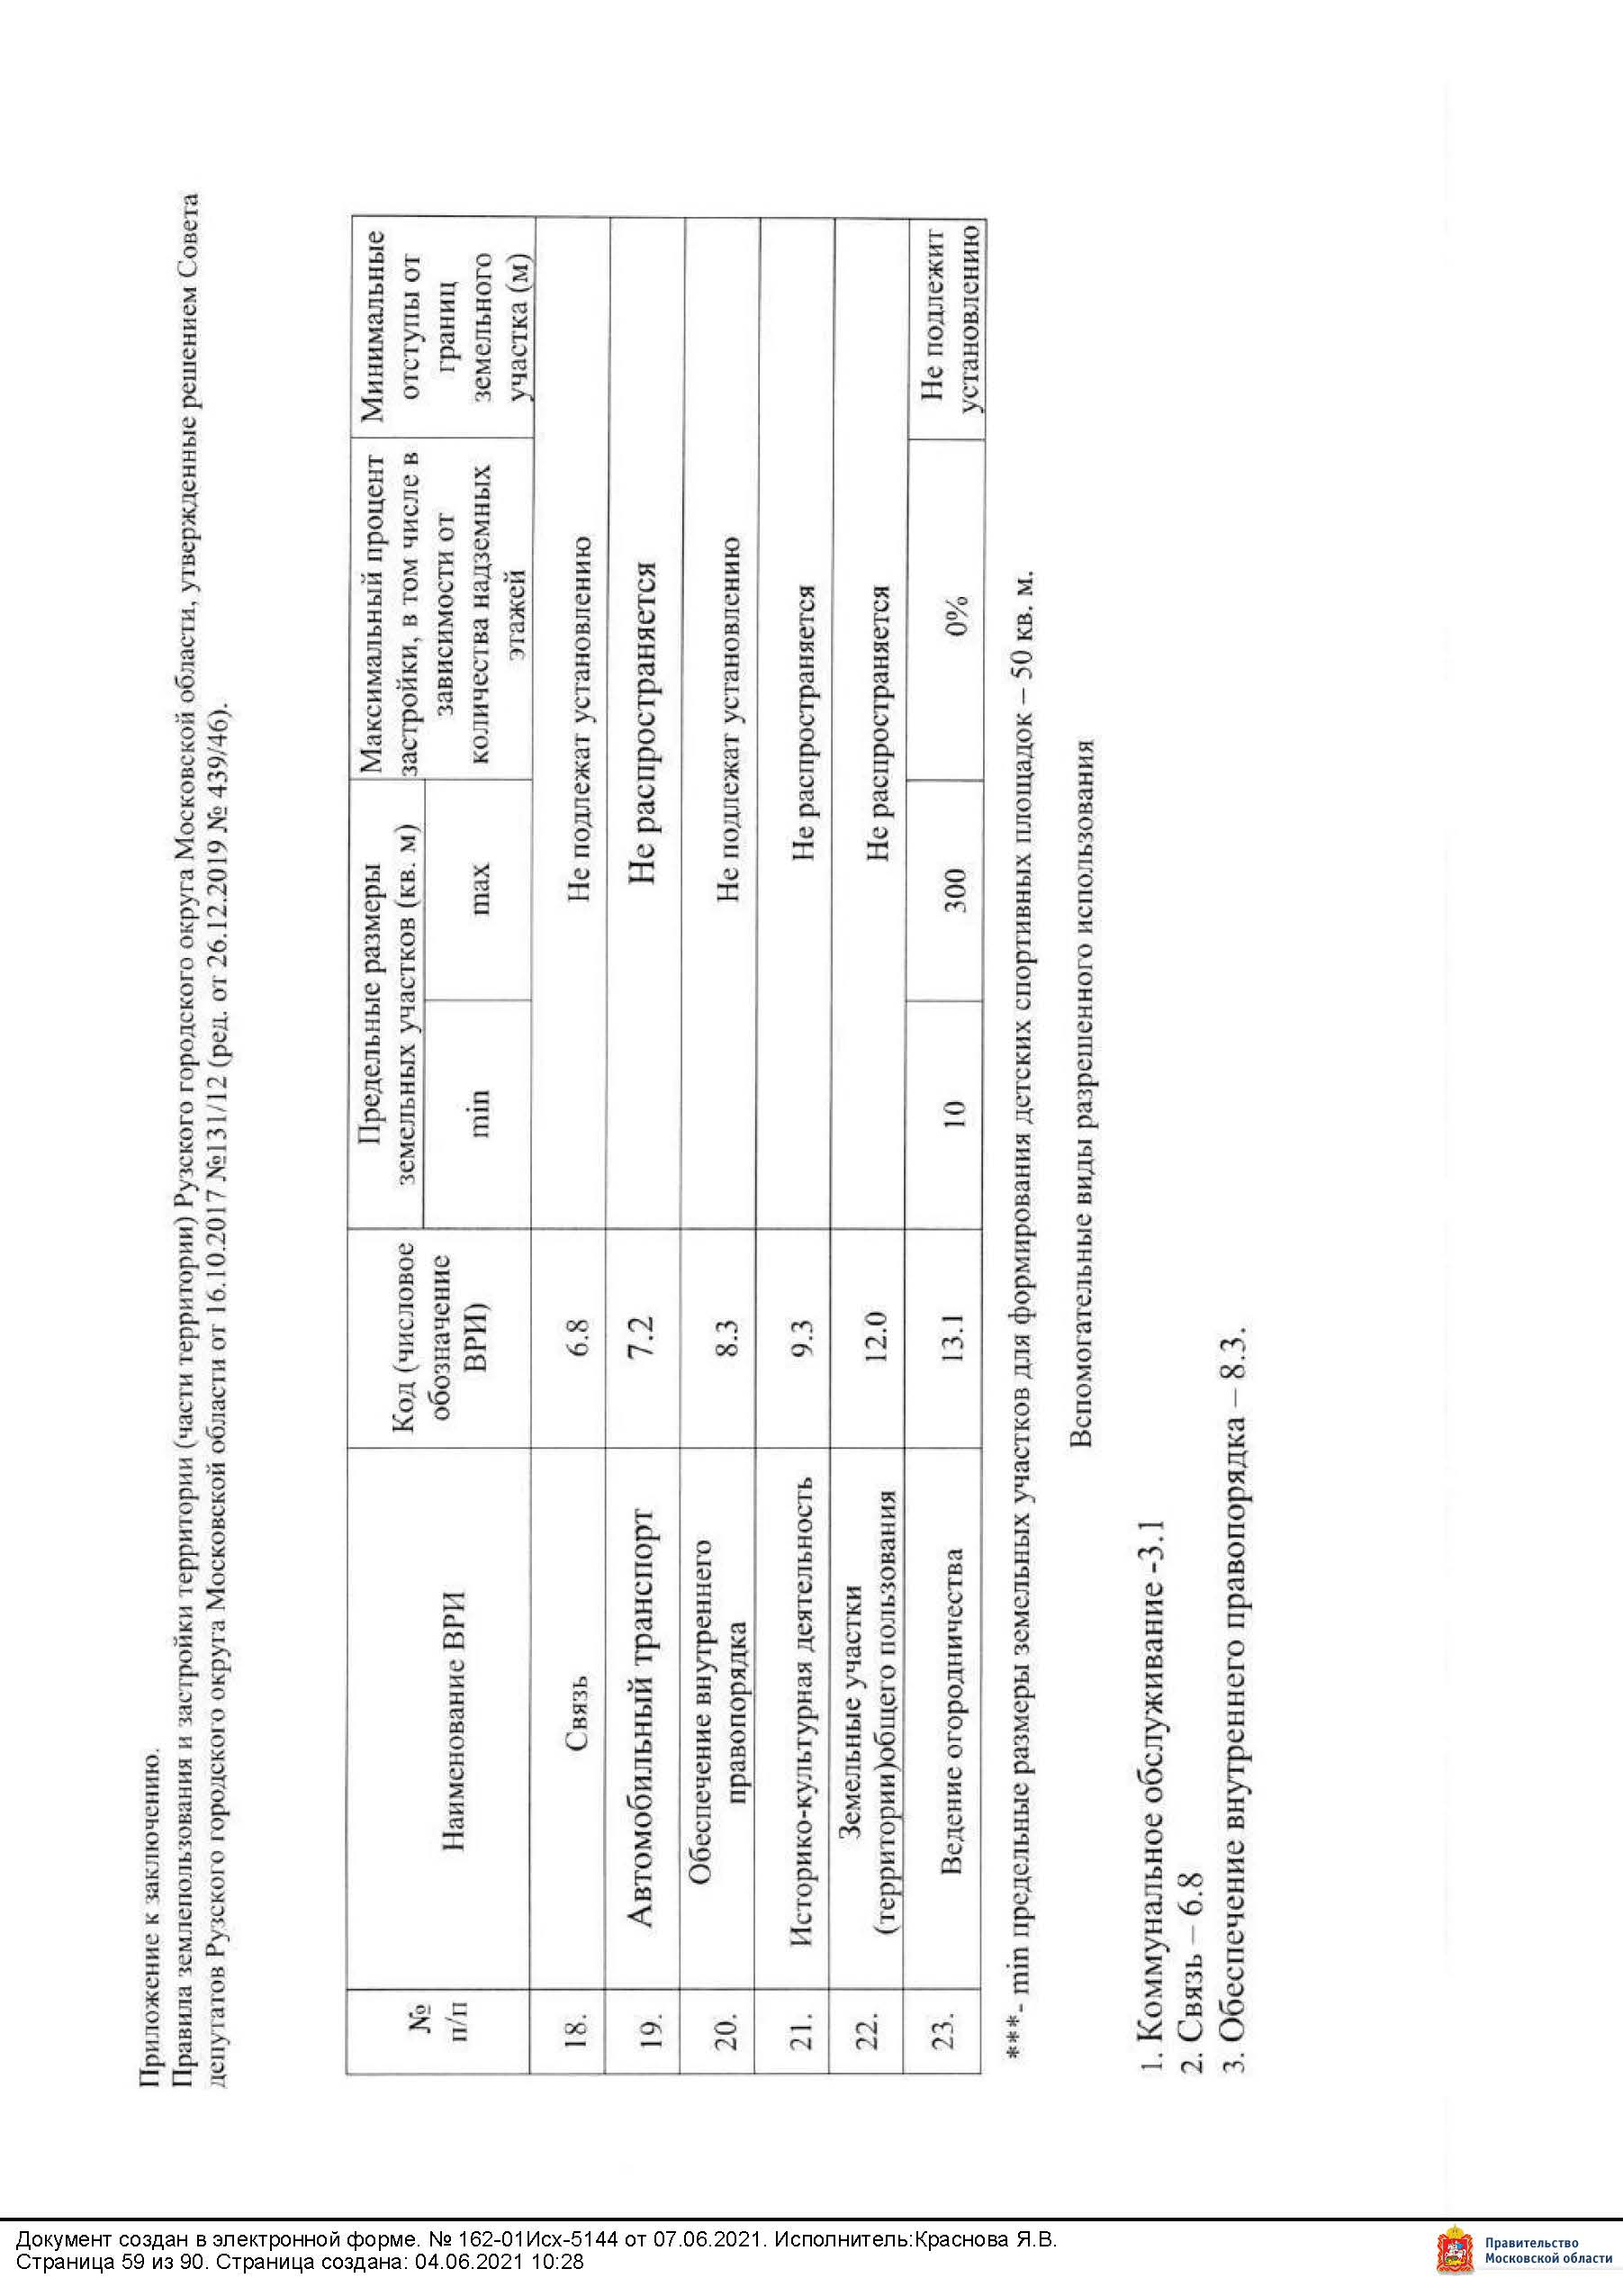 Приложение к заключению.
Правила землепользования и застройки территории (части территории) Рузского городского округа Московской области, утвержденные решением Совета
депутатов Рузского городского округа Московской области от 16.10.2017 №131/12 (ред. от 26.12.2019 № 439/46).
№
п/п
Наименование ВРИ
Код (числовое
обозначение
ВРИ)
Предельные размеры
земельных участков (кв. м)
min
max
Максимальный процент
застройки, в том числе в
зависимости от
количества надземных
этажей
Минимальные
отступы от
границ
земельного
участка (м)
18.
Связь
6.8
Не подлежат установлению
19.
Автомобильный транспорт
7.2
Не распространяется
20.
Обеспечение внутреннего
правопорядка
8.3
Не подлежат установлению
21.
Историко-культурная деятельность
9.3
Не распространяется
22.
Земельные участки
(территории)общего пользования
12.0
Не распространяется
23.
Ведение огородничества
13.1
10
300
0%
Не подлежит
установлению
***- min предельные размеры земельных участков для формирования детских спортивных площадок – 50 кв. м.
Вспомогательные виды разрешенного использования
1. Коммунальное обслуживание -3.1
2. Связь – 6.8
3. Обеспечение внутреннего правопорядка – 8.3.
Документ создан в электронной форме. № 162-01Исх-5144 от 07.06.2021. Исполнитель:Краснова Я.В.
Страница 59 из 90. Страница создана: 04.06.2021 10:28
Правительство
Московской области